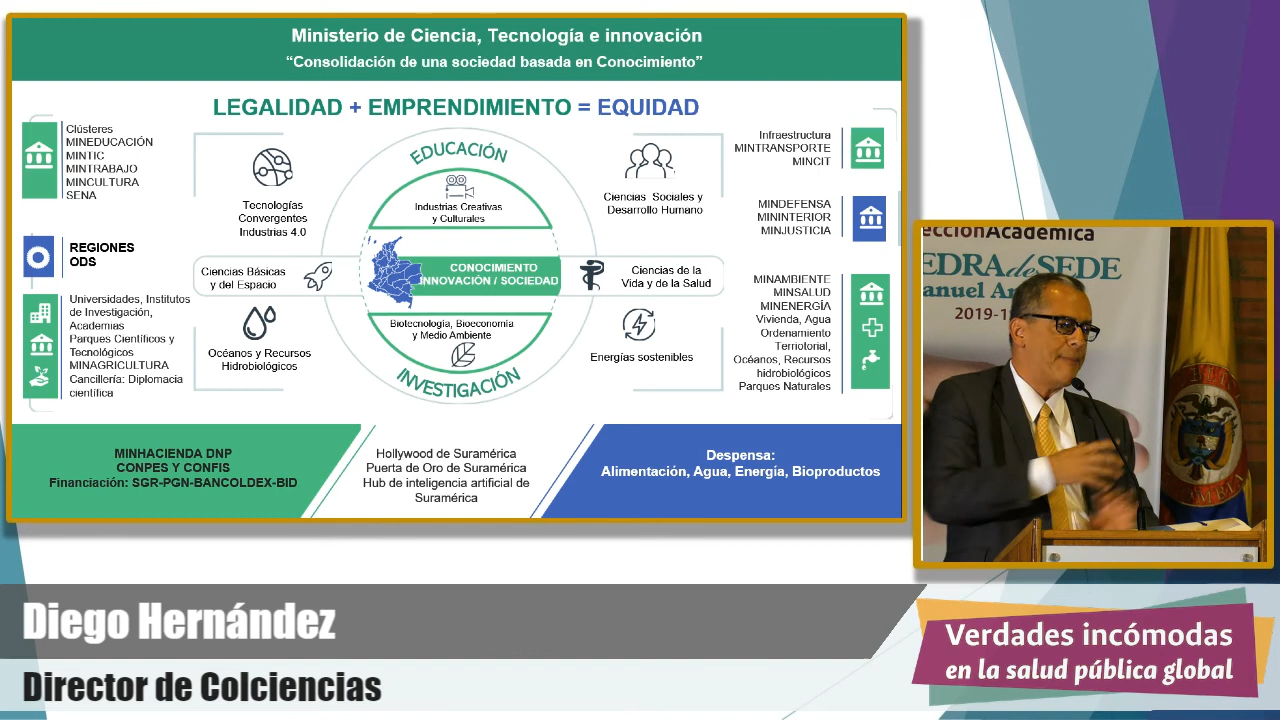 Ministerio de Ciencia, Tecnología e innovación
“Consolidación de una sociedad basada en Conocimiento”
LEGALIDAD + EMPRENDIMIENTO = EQUIDAD
Clústeres
MINEDUCACIÓN
MINTIC
MINTRABAJO
MINCULTURA
SENA
REGIONES
ODS
Universidades, Institutos
de Investigación,
Academias
Parques Científicos y
Tecnológicos
MINAGRICULTURA
Cancillería: Diplomacia
científica
Tecnologías
Convergentes
Industrias 4.0
Ciencias Básicas
y del Espacio
Océanos y Recursos
Hidrobiológicos
EDUCACIÓN
Industrias Creativas
y Culturales
CONOCIMIENTO
INNOVACIÓN / SOCIEDAD
Biotecnología, Bioeconomía
y Medio Ambiente
INVESTIGACIÓN
Ciencias Sociales y
Desarrollo Humano
Ciencias de la
Vida y de la Salud
Energías sostenibles
Infraestructura
MINTRANSPORTE
MINCIT
MINDEFENSA
MININTERIOR
MINJUSTICIA
MINAMBIENTE
MINSALUD
MINENERGÍA
Vivienda, Agua
Ordenamiento
Terriotorial,
Océanos, Recursos
hidrobiológicos
Parques Naturales
MINHACIENDA DNP
CONPES Y CONFIS
Financiación: SGR-PGN-BANCOLDEX-BID
Hollywood de Suramérica
Puerta de Oro de Suramérica
Hub de inteligencia artificial de
Suramérica
Despensa:
Alimentación, Agua, Energía, Bioproductos
ecciónAcadémica
EDRAdeSEDE
anuel An
2019-1
Diego Hernández
Director de Colciencias
Verdades incómodas
en la salud pública global